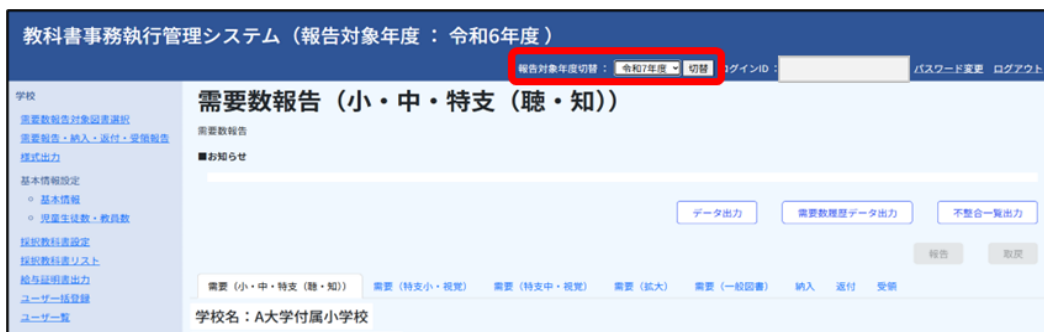 教科書事務執行管理システム（報告対象年度 ： 令和6年度 ）
報告対象年度切替： 令和7年度 切替 ログインID： パスワード変更 ログアウト
学校
需要数報告対象図書選択
需要報告・納入・返付・受領報告
様式出力
基本情報設定
基本情報
児童生徒数・教員数
採択教科書設定
採択教科書リスト
給与証明書出力
ユーザ一括登録
ユーザ一覧
需要数報告（小・中・特支（聴・知））
需要数報告
■お知らせ
データ出力 需要数履歴データ出力 不整合一覧出力
報告 取戻
需要（小・中・特支（聴・知）） 需要（特支小・視覚） 需要（特支中・視覚） 需要（拡大） 需要（一般図書） 納入 返付 受領
学校名：A大学付属小学校